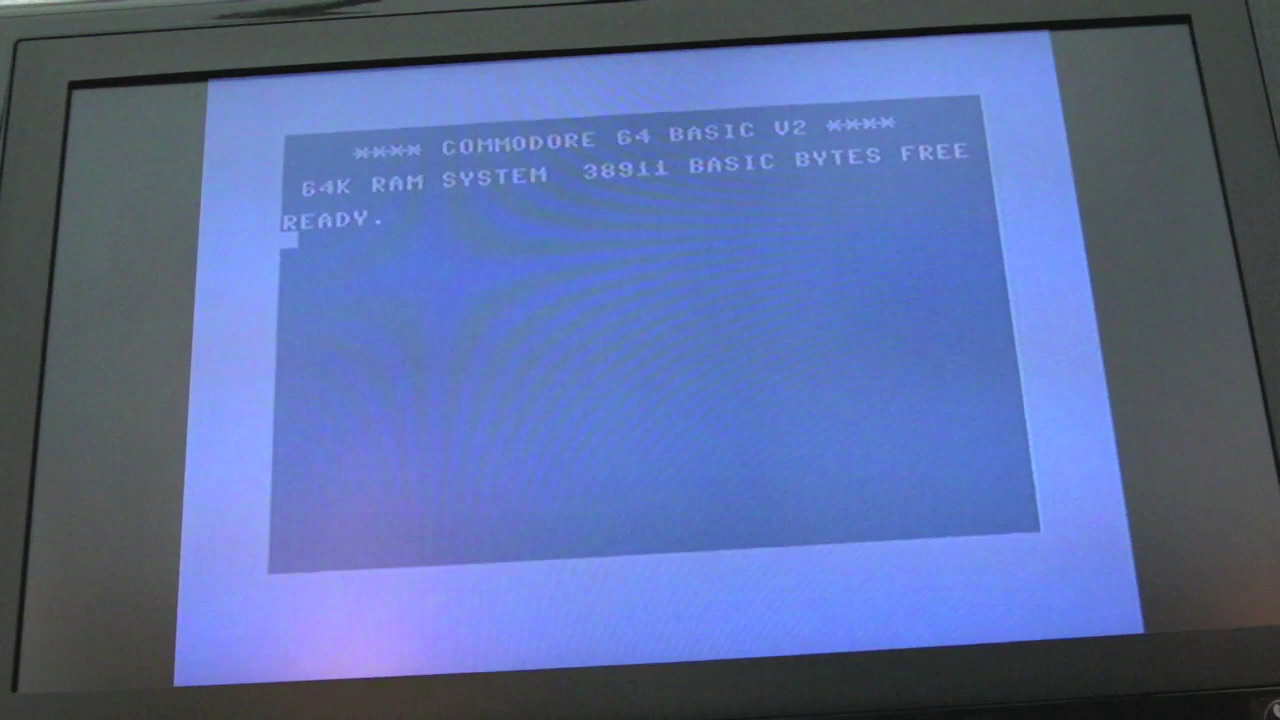 **** COMMODORE 64 BASIC V2 ****
64K RAM SYSTEM  38911 BASIC BYTES FREE
READY.